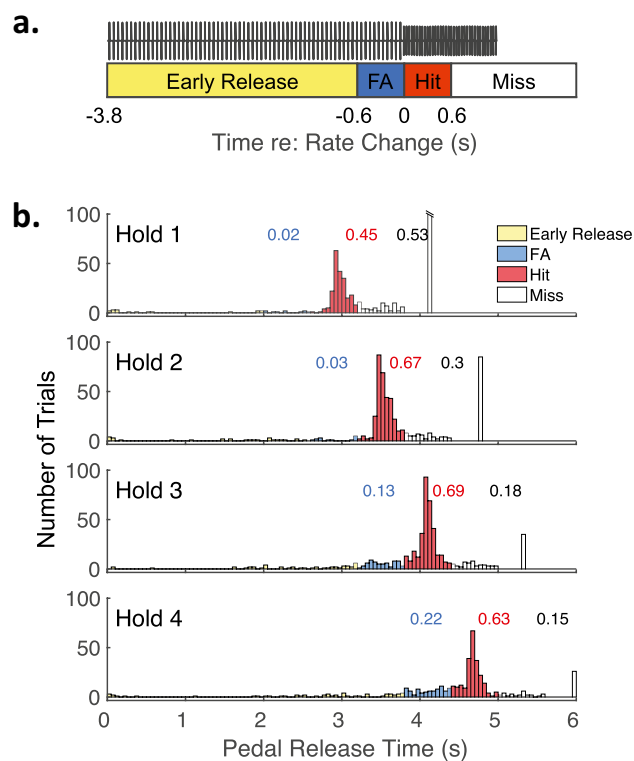 a.
Early Release FA Hit Miss
-3.8 -0.6 0 0.6
Time re: Rate Change (s)
b.
100
50
0
Hold 1
0.02 0.45 0.53
Early Release
FA
Hit
Miss
100
50
0
Hold 2
0.03 0.67 0.3
100
50
0
Hold 3
0.13 0.69 0.18
100
50
0
Hold 4
0.22 0.63 0.15
Number of Trials
0 1 2 3 4 5 6
Pedal Release Time (s)